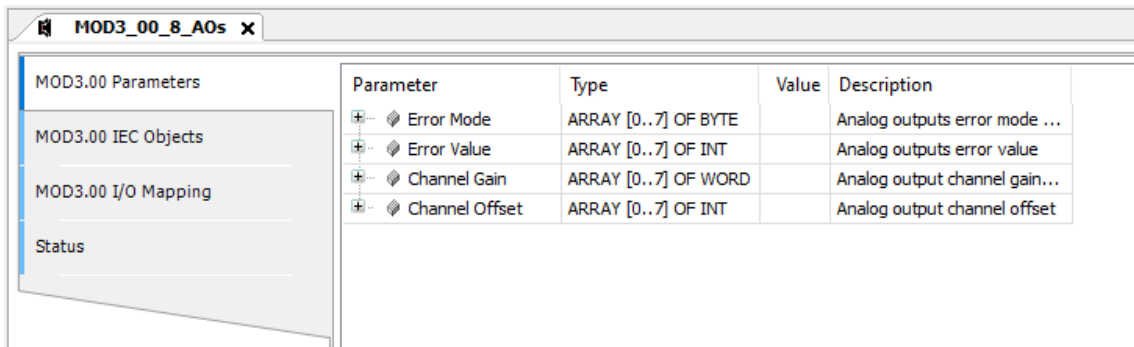 MOD3_00_8_AOs X
MOD3.00 Parameters
MOD3.00 IEC Objects
MOD3.00 I/O Mapping
Status
Parameter Type Value Description
Error Mode ARRAY [0..7] OF BYTE Analog outputs error mode ...
Error Value ARRAY [0..7] OF INT Analog outputs error value
Channel Gain ARRAY [0..7] OF WORD Analog output channel gain...
Channel Offset ARRAY [0..7] OF INT Analog output channel offset